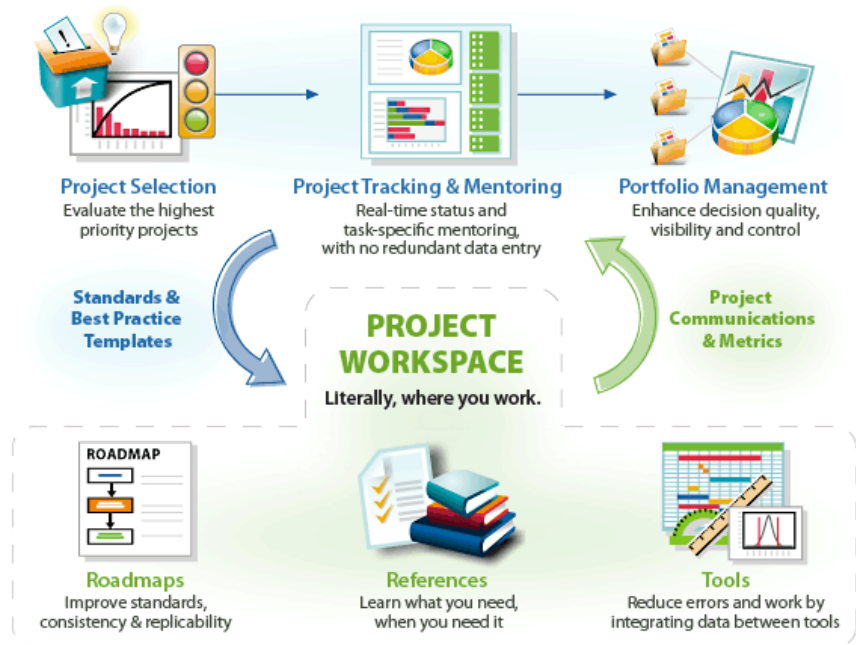 !
Project Selection
Evaluate the highest
priority projects
Project Tracking & Mentoring
Real-time status and
task-specific mentoring,
with no redundant data entry
Portfolio Management
Enhance decision quality,
visibility and control
Standards &
Best Practice
Templates
PROJECT
WORKSPACE
Literally, where you work.
Project
Communications
& Metrics
ROADMAP
Roadmaps
Improve standards,
consistency & replicability
References
Learn what you need,
when you need it
Tools
Reduce errors and work by
integrating data between tools